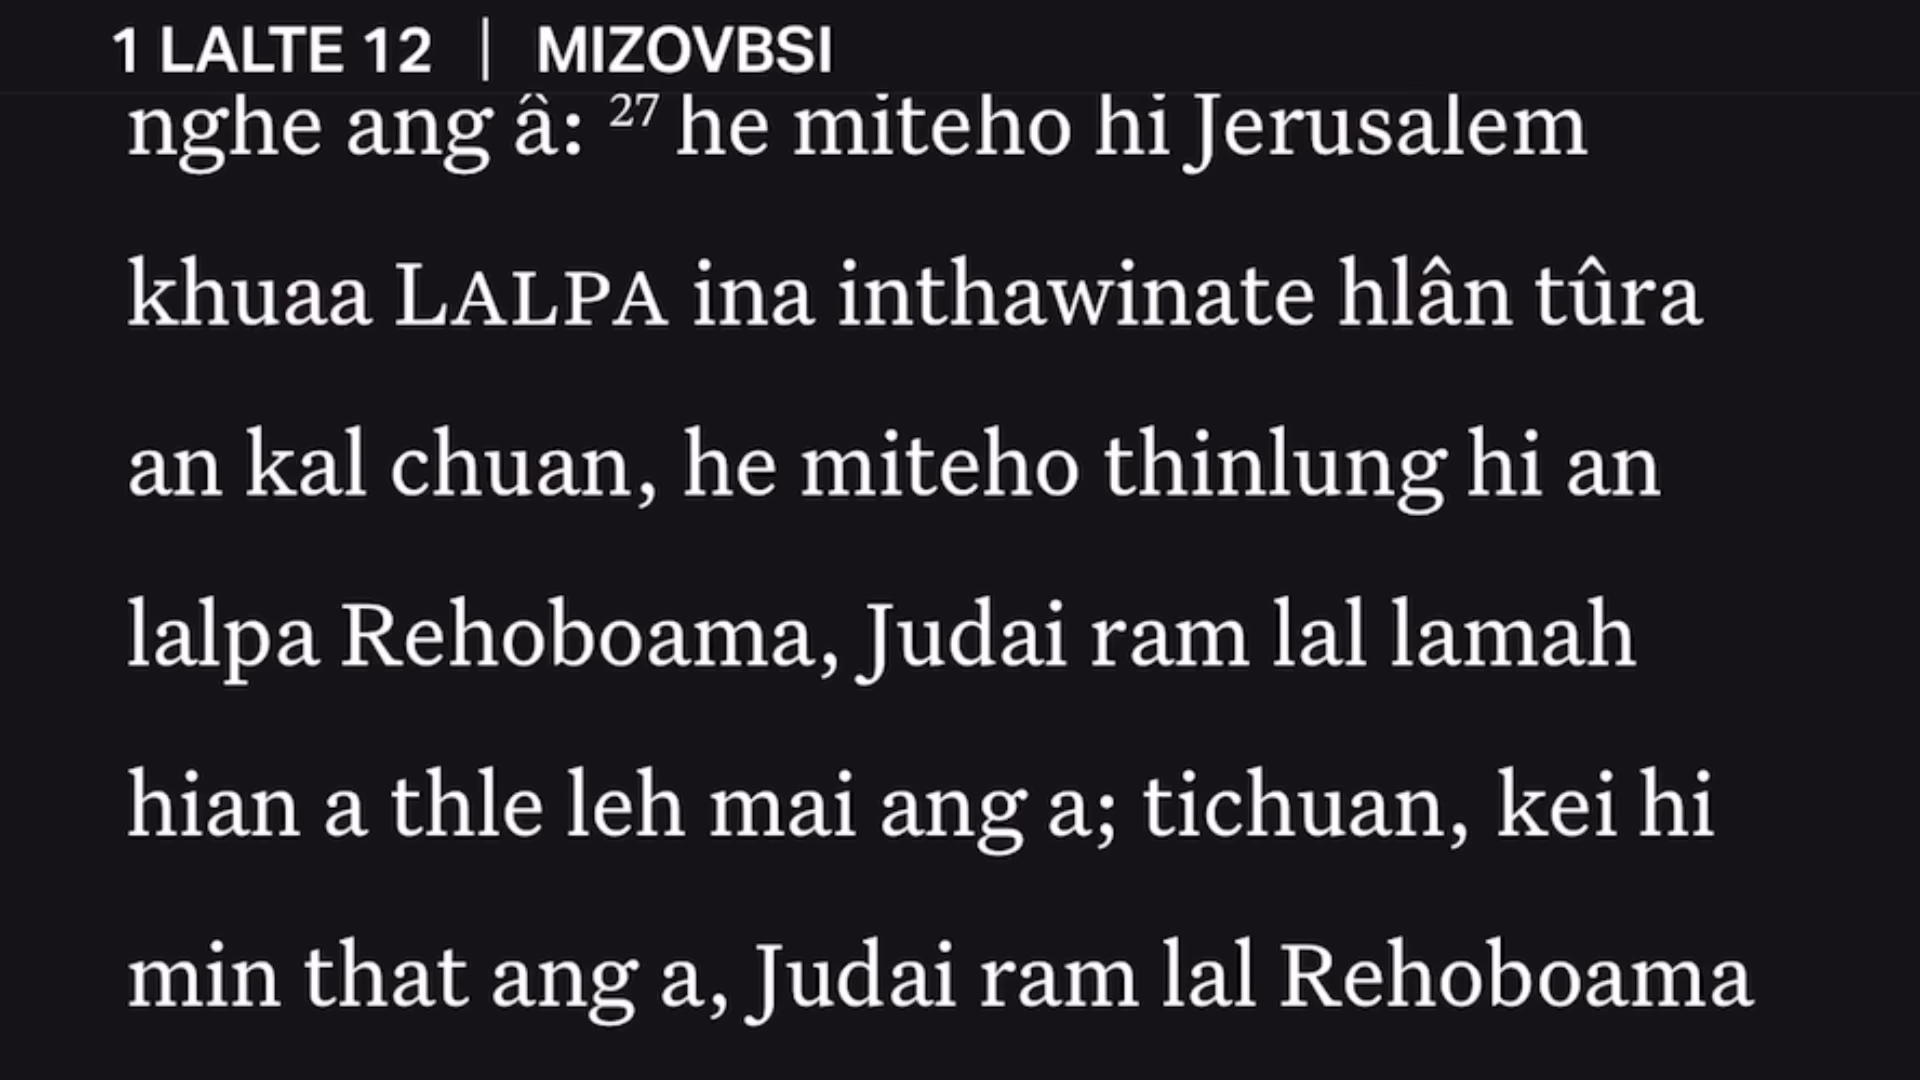 1 LALTE 12 | MIZOVBSI
nghe ang â: 27 he miteho hi Jerusalem
khuaa LALPA ina inthawinate hlân tûra
an kal chuan, he miteho thinlung hi an
lalpa Rehoboama, Judai ram lal lamah
hian a thle leh mai ang a; tichuan, kei hi
min that ang a, Judai ram lal Rehoboama